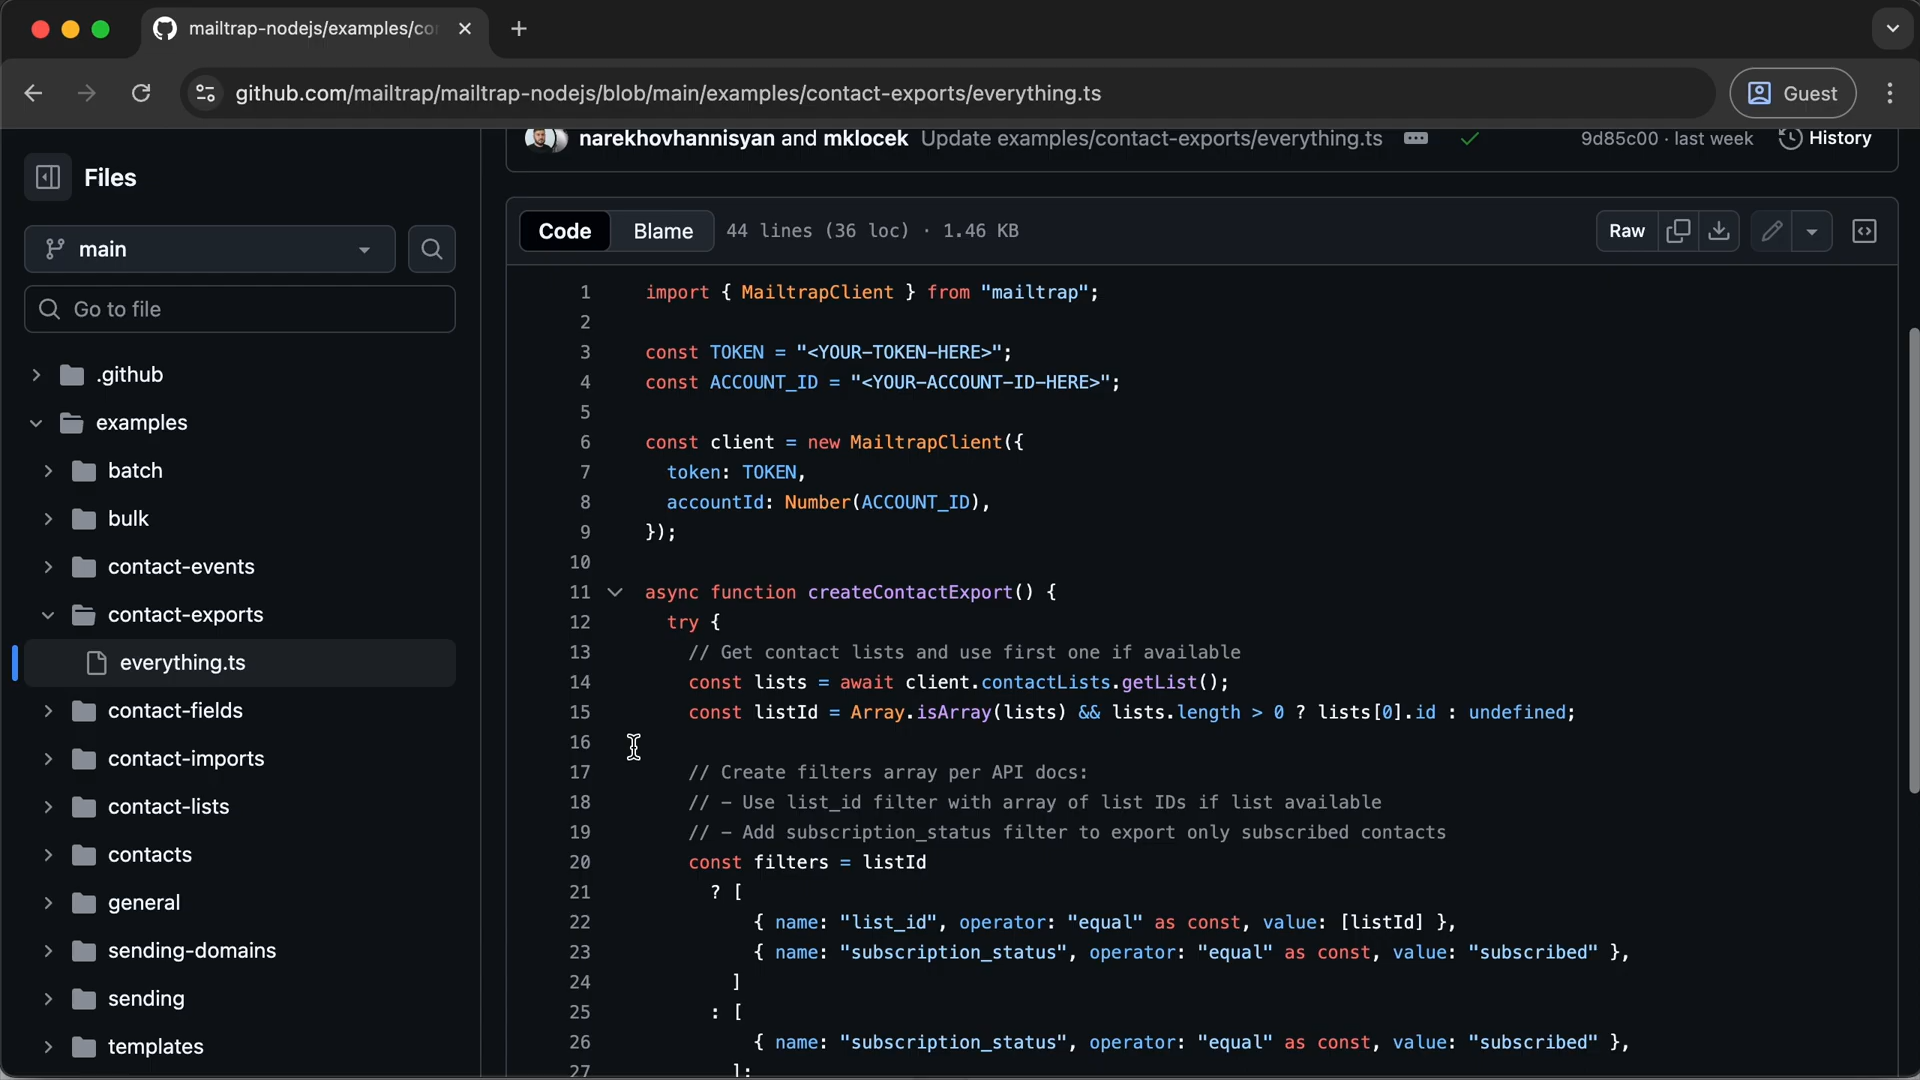 mailtrap-nodejs/examples/co
github.com/mailtrap/mailtrap-nodejs/blob/main/examples/contact-exports/everything.ts
Guest
Files
main
Go to file
.github
examples
batch
bulk
contact-events
contact-exports
everything.ts
contact-fields
contact-imports
contact-lists
contacts
general
sending-domains
sending
templates
narekhovhannisyan and mklocek Update examples/contact-exports/everything.ts
9d85c00 · last week History
Code Blame 44 lines (36 loc) · 1.46 KB Raw
1 import { MailtrapClient } from "mailtrap";
2
3 const TOKEN = "<YOUR-TOKEN-HERE>";
4 const ACCOUNT_ID = "<YOUR-ACCOUNT-ID-HERE>";
5
6 const client = new MailtrapClient({
7 token: TOKEN,
8 accountId: Number(ACCOUNT_ID),
9 });
10
11 async function createContactExport() {
12 try {
13 // Get contact lists and use first one if available
14 const lists = await client.contactLists.getList();
15 const listId = Array.isArray(lists) && lists.length > 0 ? lists[0].id : undefined;
16
17 // Create filters array per API docs:
18 // - Use list_id filter with array of list IDs if list available
19 // - Add subscription_status filter to export only subscribed contacts
20 const filters = listId
21 ? [
22 { name: "list_id", operator: "equal" as const, value: [listId] },
23 { name: "subscription_status", operator: "equal" as const, value: "subscribed" },
24 ]
25 : [
26 { name: "subscription_status", operator: "equal" as const, value: "subscribed" },
27 ];